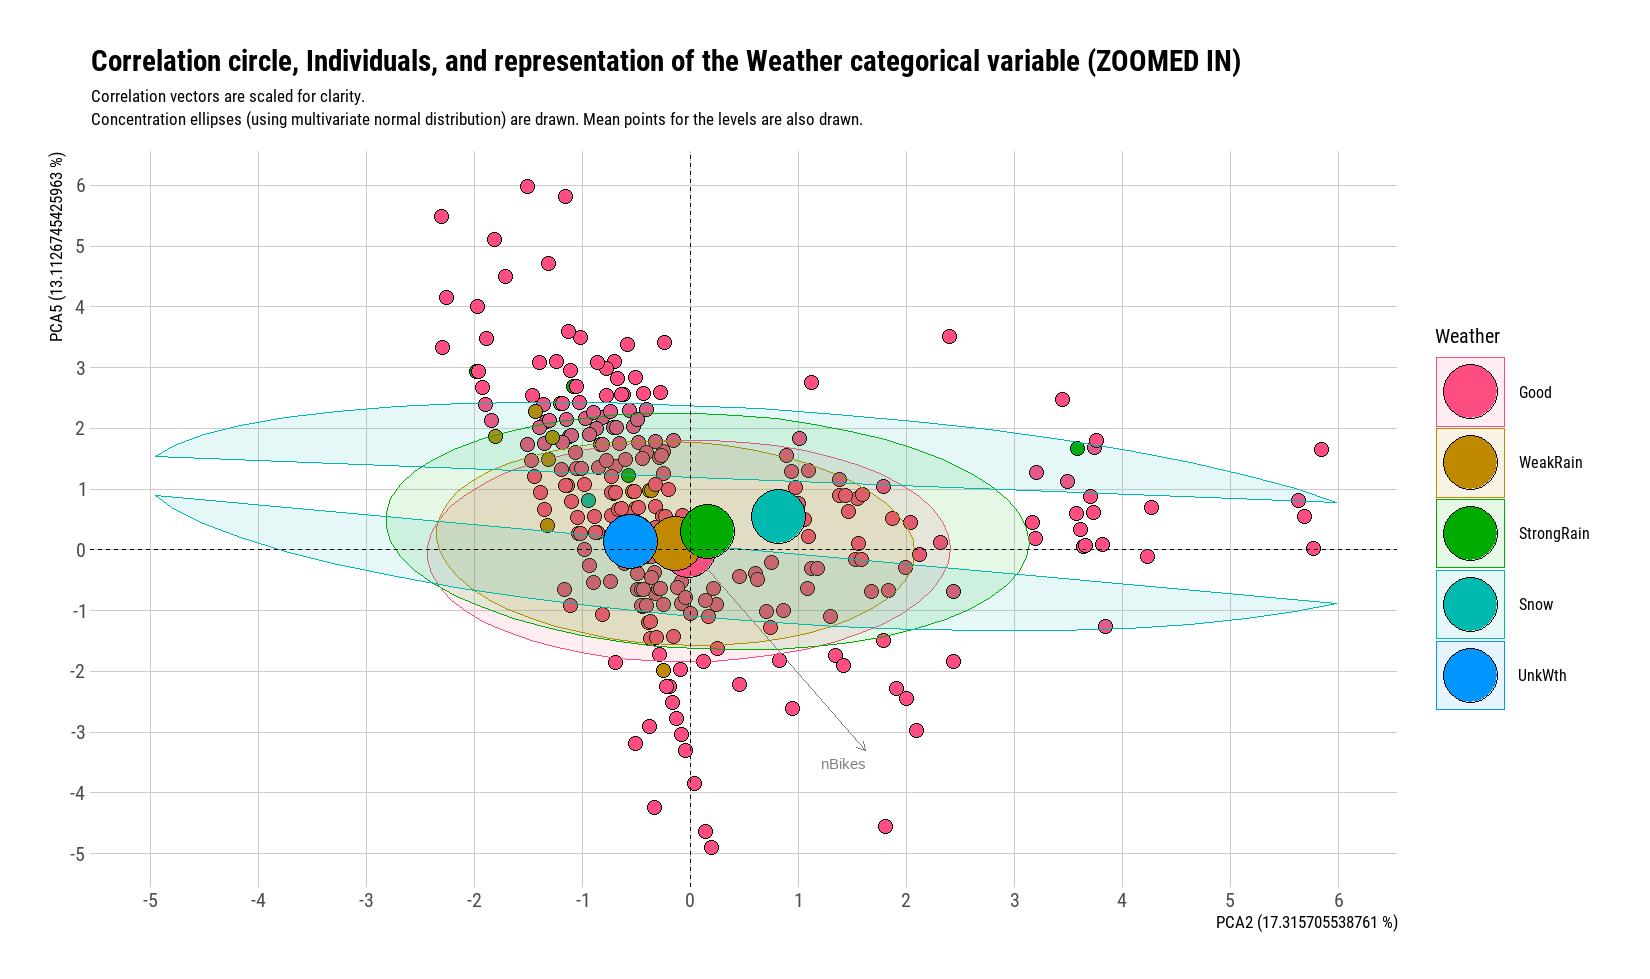 Correlation circle, Individuals, and representation of the Weather categorical variable (ZOOMED IN)
Correlation vectors are scaled for clarity.
Concentration ellipses (using multivariate normal distribution) are drawn. Mean points for the levels are also drawn.
PCA5 (13.1126745425963 %)
6
5
4
3
2
1
0
-1
-2
-3
-4
-5
nBikes
-5
-4
-3
-2
-1
0
1
2
3
4
5
6
PCA2 (17.315705538761 %)
Weather
Good
WeakRain
StrongRain
Snow
UnkWth